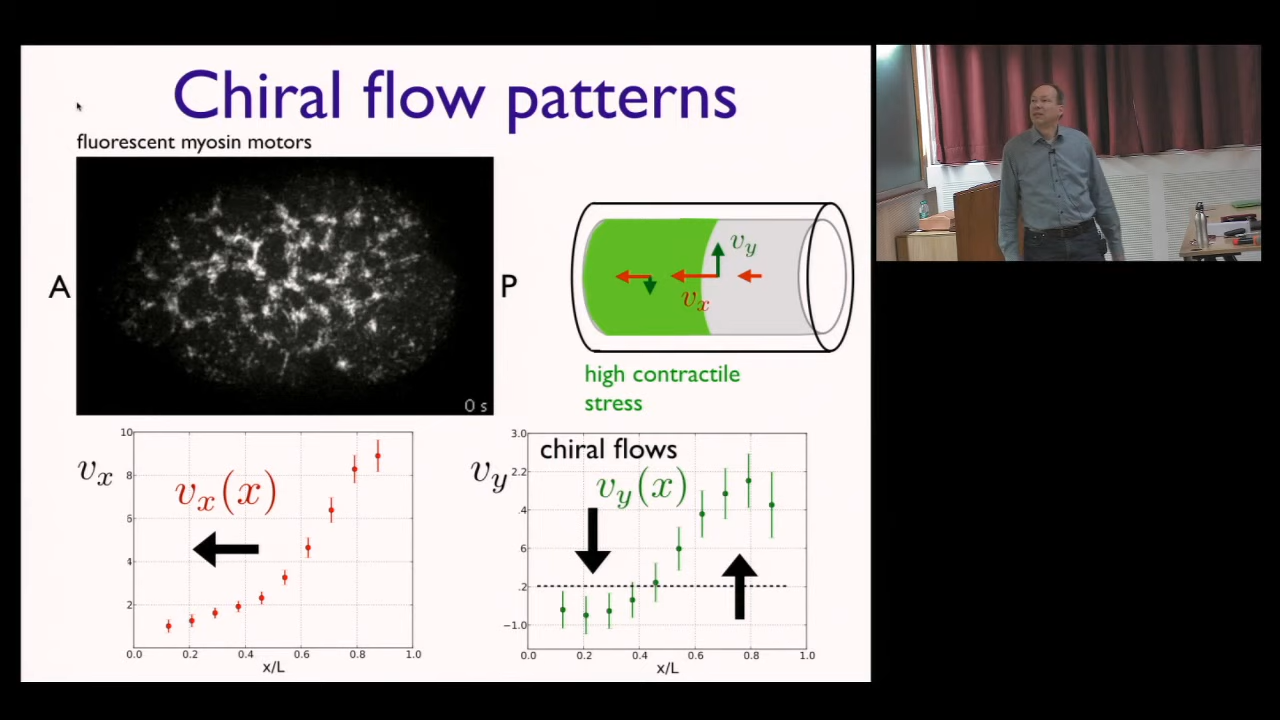 Chiral flow patterns
fluorescent myosin motors
A
P
0 s
v_y
v_x
high contractile
stress
v_x
v_x(x)
10
8
6
4
2
0.0 0.2 0.4 0.6 0.8 1.0
x/L
v_y
chiral flows
v_y(x)
3.0
2.2
.4
6
.2
−1.0
0.0 0.2 0.4 0.6 0.8 1.0
x/L